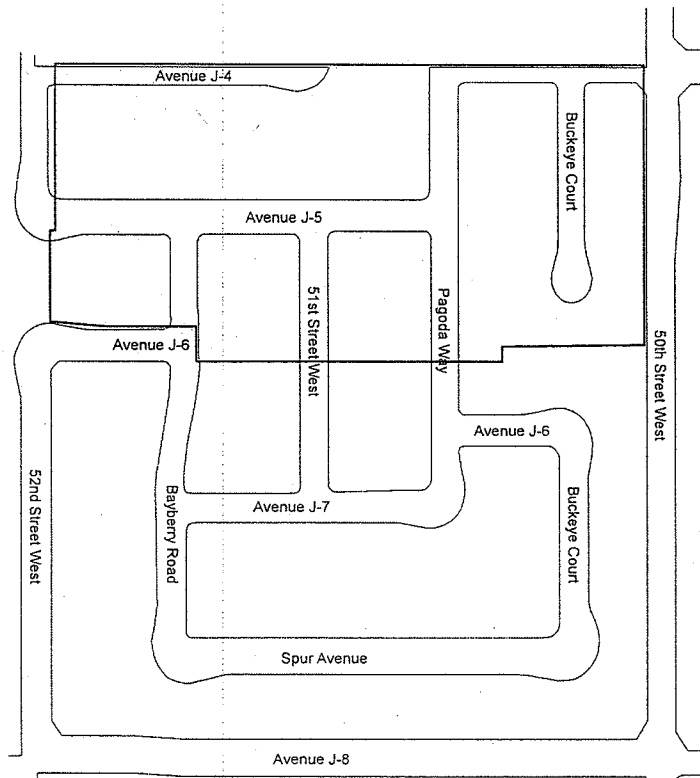 Avenue J-4
Buckeye Court
Avenue J-5
51st Street West
Pagoda Way
Avenue J-6
50th Street West
Avenue J-6
52nd Street West
Bayberry Road
Avenue J-7
Buckeye Court
Spur Avenue
Avenue J-8